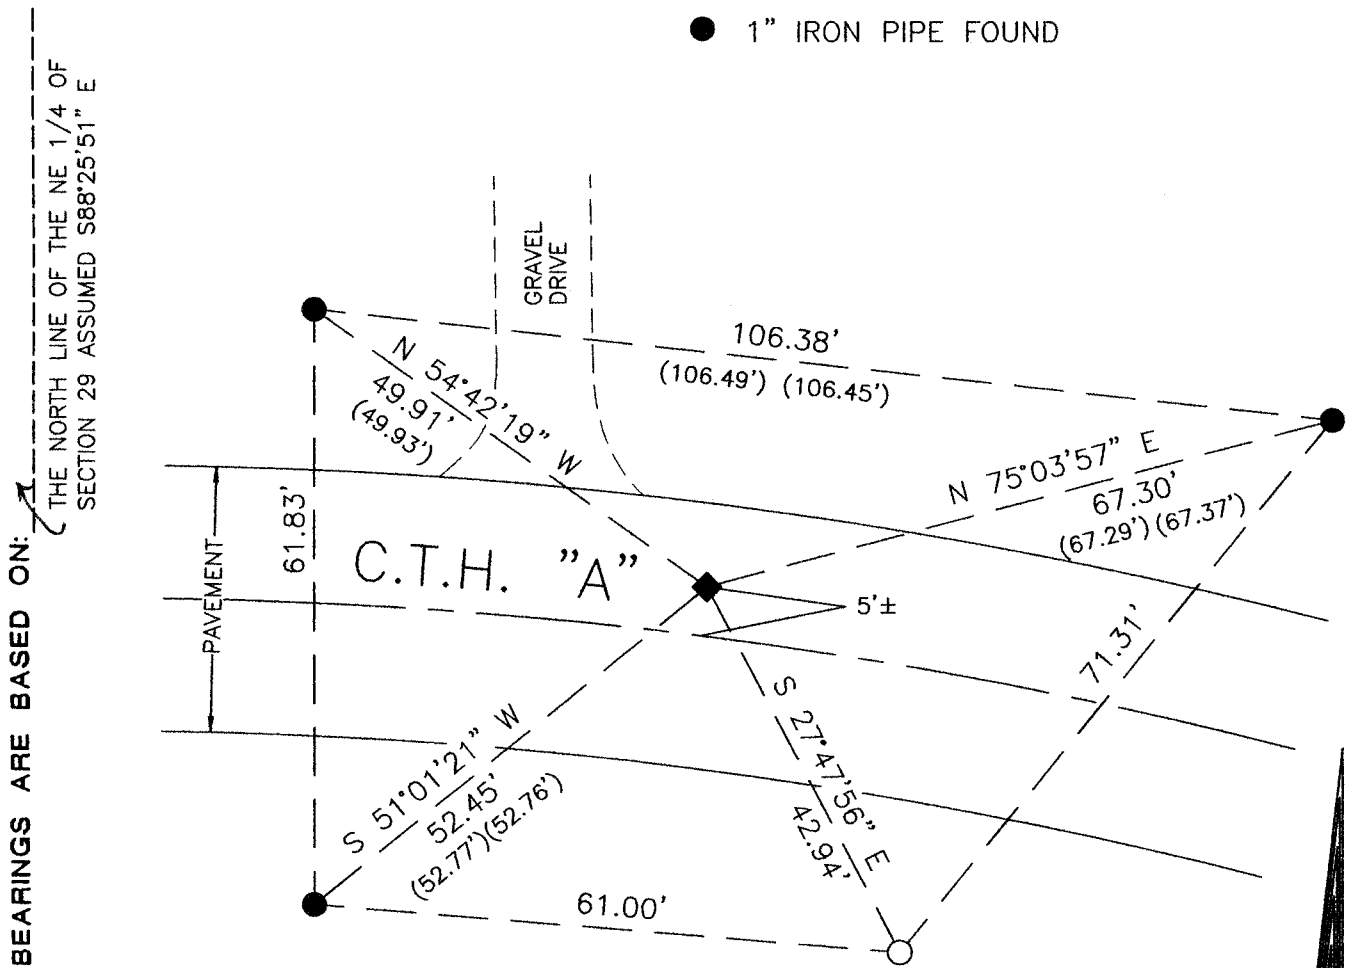 1” IRON PIPE FOUND
BEARINGS ARE BASED ON:
THE NORTH LINE OF THE NE 1/4 OF
SECTION 29 ASSUMED S88°25'51” E
GRAVEL
DRIVE
106.38'
(106.49') (106.45')
N 54°42'19” W
49.91'
(49.93')
N 75°03'57” E
67.30'
(67.29') (67.37')
61.83'
C.T.H. ”A”
PAVEMENT
5'±
71.31'
S 51°01'21” W
52.45'
(52.77')(52.76')
S 27°47'56” E
42.94'
61.00'